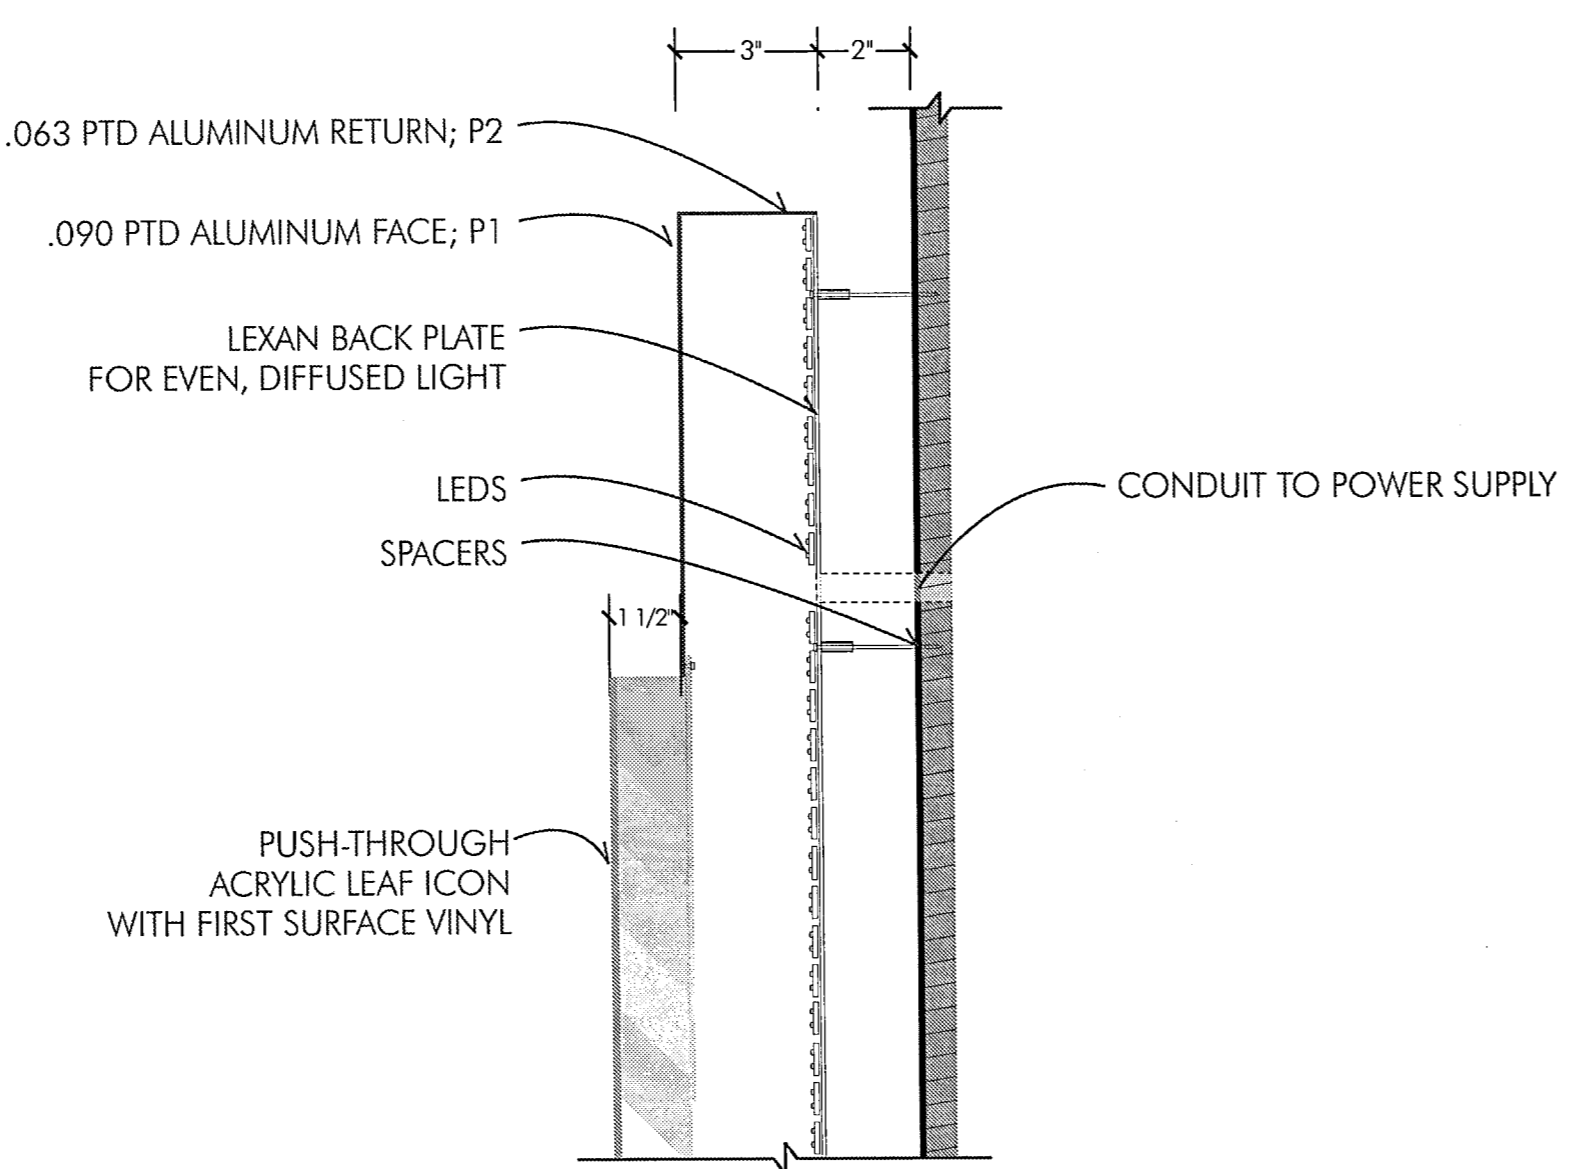 3" 2"
.063 PTD ALUMINUM RETURN; P2
.090 PTD ALUMINUM FACE; P1
LEXAN BACK PLATE
FOR EVEN, DIFFUSED LIGHT
LEDS
CONDUIT TO POWER SUPPLY
SPACERS
1 1/2"
PUSH-THROUGH
ACRYLIC LEAF ICON
WITH FIRST SURFACE VINYL